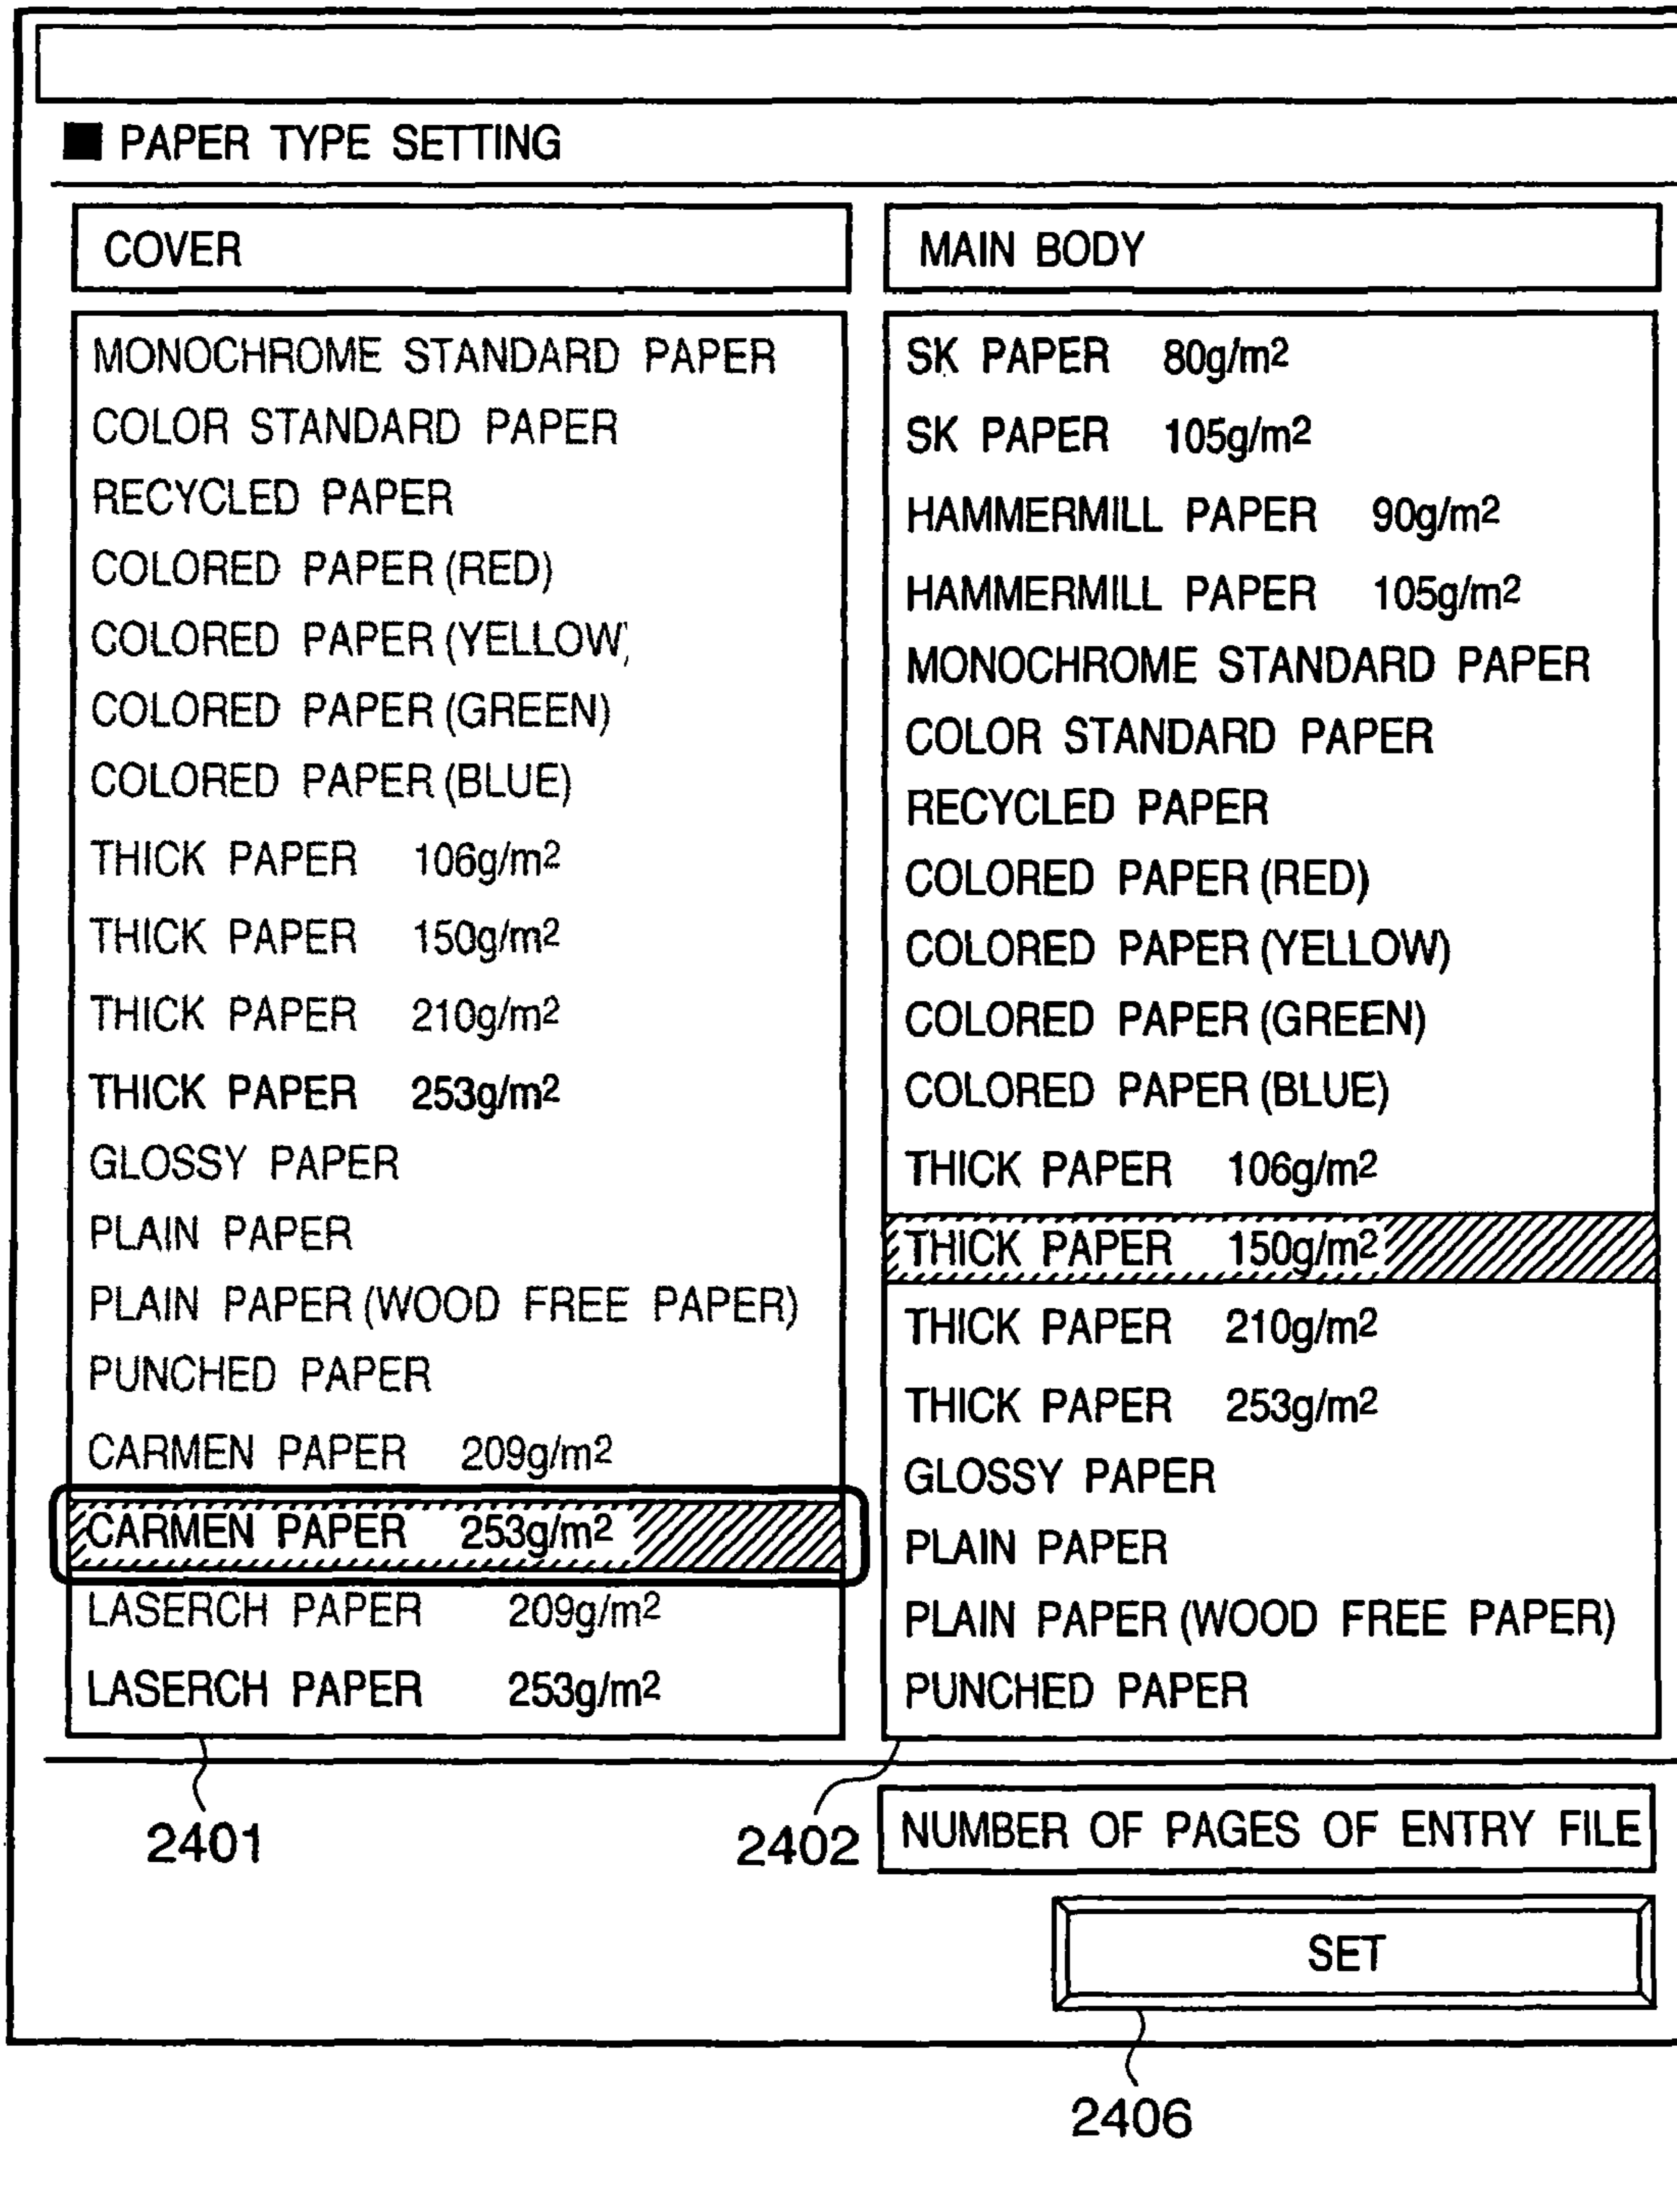 ■ PAPER TYPE SETTING
COVER
MONOCHROME STANDARD PAPER
COLOR STANDARD PAPER
RECYCLED PAPER
COLORED PAPER (RED)
COLORED PAPER (YELLOW)
COLORED PAPER (GREEN)
COLORED PAPER (BLUE)
THICK PAPER 106g/m2
THICK PAPER 150g/m2
THICK PAPER 210g/m2
THICK PAPER 253g/m2
GLOSSY PAPER
PLAIN PAPER
PLAIN PAPER (WOOD FREE PAPER)
PUNCHED PAPER
CARMEN PAPER 209g/m2
CARMEN PAPER 253g/m2
LASERCH PAPER 209g/m2
LASERCH PAPER 253g/m2
2401
MAIN BODY
SK PAPER 80g/m2
SK PAPER 105g/m2
HAMMERMILL PAPER 90g/m2
HAMMERMILL PAPER 105g/m2
MONOCHROME STANDARD PAPER
COLOR STANDARD PAPER
RECYCLED PAPER
COLORED PAPER (RED)
COLORED PAPER (YELLOW)
COLORED PAPER (GREEN)
COLORED PAPER (BLUE)
THICK PAPER 106g/m2
THICK PAPER 150g/m2
THICK PAPER 210g/m2
THICK PAPER 253g/m2
GLOSSY PAPER
PLAIN PAPER
PLAIN PAPER (WOOD FREE PAPER)
PUNCHED PAPER
2402
NUMBER OF PAGES OF ENTRY FILE
SET
2406